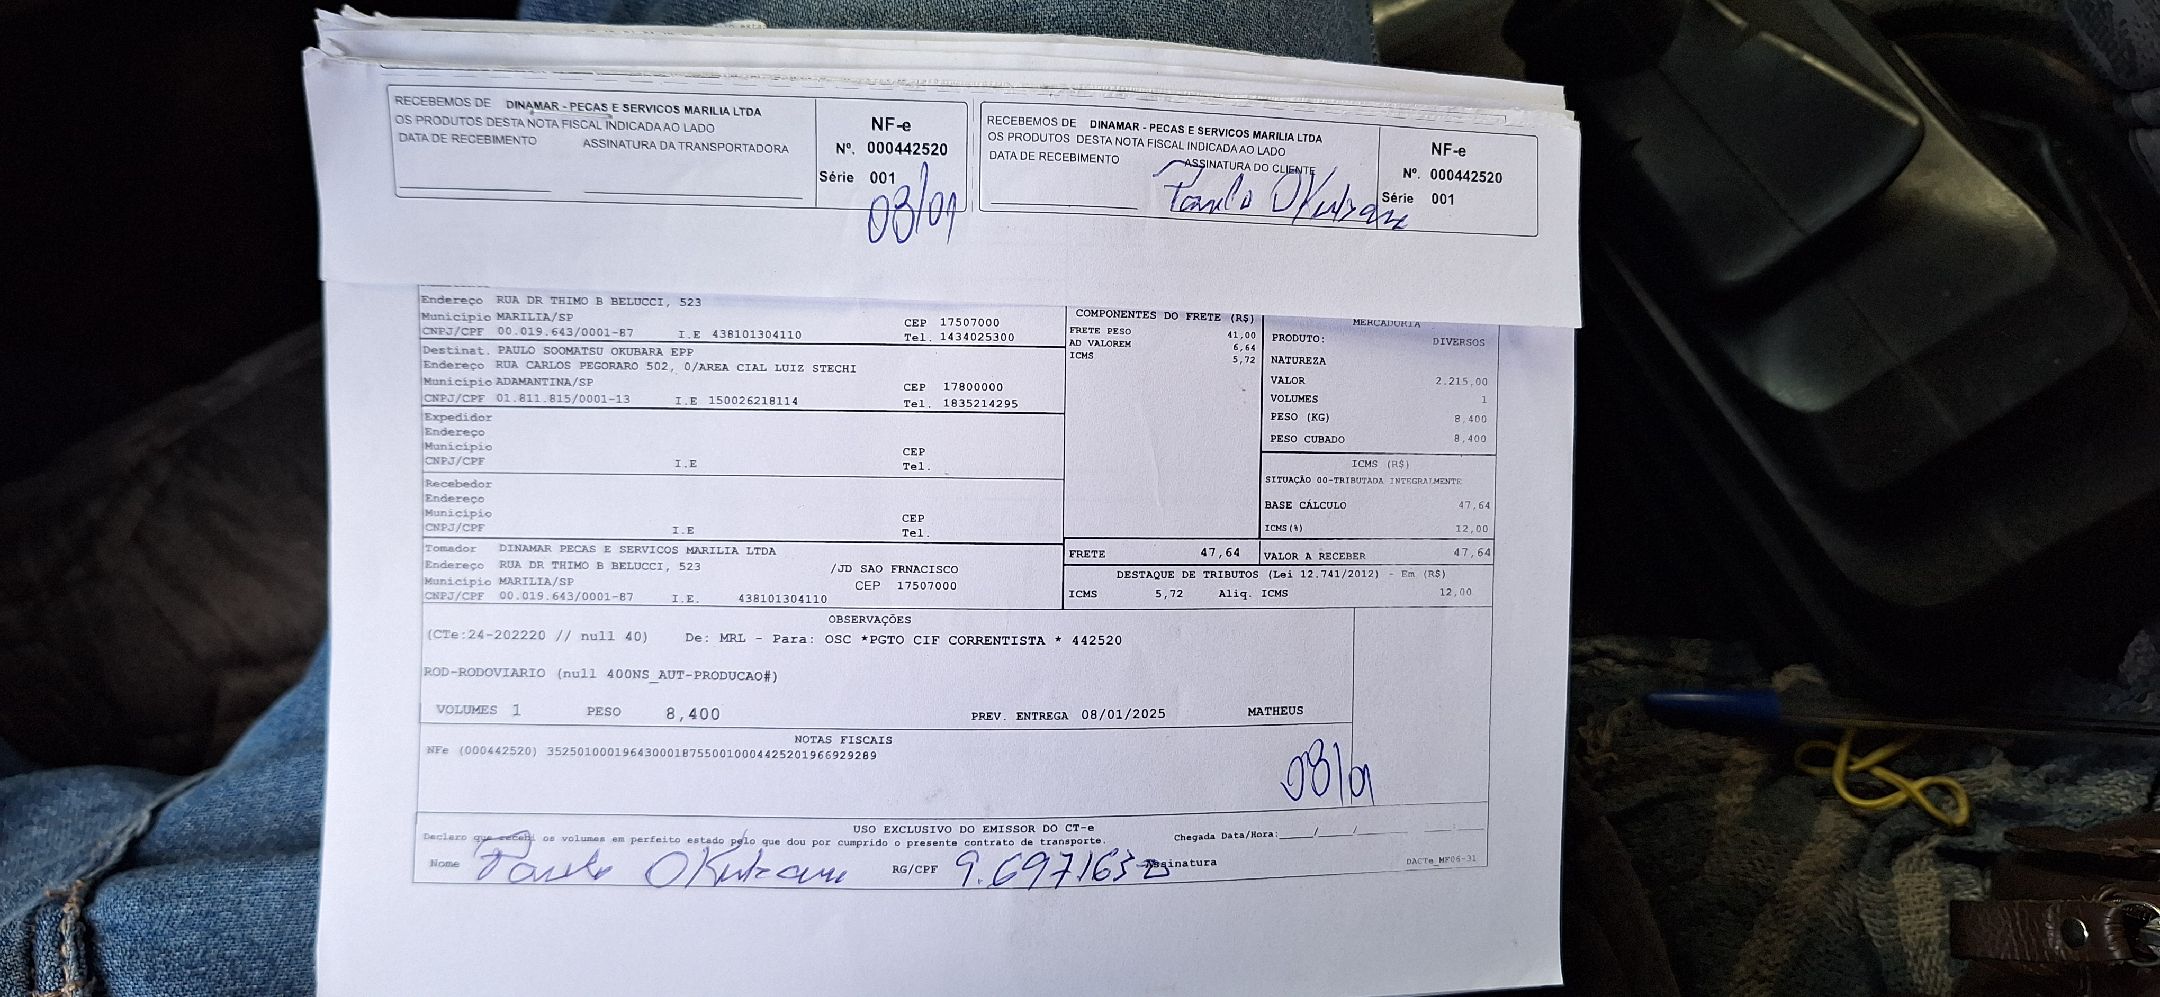 RECEBEMOS DE DINAMAR - PECAS E SERVICOS MARILIA LTDA
OS PRODUTOS DESTA NOTA FISCAL INDICADA AO LADO
DATA DE RECEBIMENTO ASSINATURA DA TRANSPORTADORA
NF-e
Nº. 000442520
Série 001
08/01
RECEBEMOS DE DINAMAR - PECAS E SERVICOS MARILIA LTDA
OS PRODUTOS DESTA NOTA FISCAL INDICADA AO LADO
DATA DE RECEBIMENTO ASSINATURA DO CLIENTE
Paulo Okubara
NF-e
Nº. 000442520
Série 001
Endereço RUA DR THIMO B BELUCCI, 523
Município MARILIA/SP CEP 17507000
CNPJ/CPF 00.019.643/0001-87 I.E 438101304110 Tel. 1434025300
Destinat. PAULO SOOMATSU OKUBARA EPP
Endereço RUA CARLOS PEGORARO 502, 0/AREA CIAL LUIZ STECHI
Município ADAMANTINA/SP CEP 17800000
CNPJ/CPF 01.811.815/0001-13 I.E 150026218114 Tel. 1835214295
Expedidor
Endereço
Município CEP
CNPJ/CPF I.E Tel.
Recebedor
Endereço
Município CEP
CNPJ/CPF I.E Tel.
Tomador DINAMAR PECAS E SERVICOS MARILIA LTDA
Endereço RUA DR THIMO B BELUCCI, 523 /JD SAO FRNACISCO
Município MARILIA/SP CEP 17507000
CNPJ/CPF 00.019.643/0001-87 I.E. 438101304110
COMPONENTES DO FRETE (R$)
FRETE PESO 41,00
AD VALOREM 6,64
ICMS 5,72
MERCADORIA
PRODUTO: DIVERSOS
NATUREZA
VALOR 2.215,00
VOLUMES 1
PESO (KG) 8,400
PESO CUBADO 8,400
ICMS (R$)
SITUAÇÃO 00-TRIBUTADA INTEGRALMENTE
BASE CÁLCULO 47,64
ICMS(%) 12,00
FRETE 47,64 VALOR A RECEBER 47,64
DESTAQUE DE TRIBUTOS (Lei 12.741/2012) - Em (R$)
ICMS 5,72 Aliq. ICMS 12,00
OBSERVAÇÕES
(CTe:24-202220 // null 40) De: MRL - Para: OSC *PGTO CIF CORRENTISTA * 442520
ROD-RODOVIARIO (null 400NS_AUT-PRODUCAO#)
VOLUMES 1 PESO 8,400 PREV. ENTREGA 08/01/2025 MATHEUS
NOTAS FISCAIS
NFe (000442520) 35250100019643000187550010004425201966929289
08/01
USO EXCLUSIVO DO EMISSOR DO CT-e
Declaro que recebi os volumes em perfeito estado pelo que dou por cumprido o presente contrato de transporte. Chegada Data/Hora:____/____/____ __:__
Nome Paulo Okubara RG/CPF 9.697163 Assinatura
DACTe_MF06-31